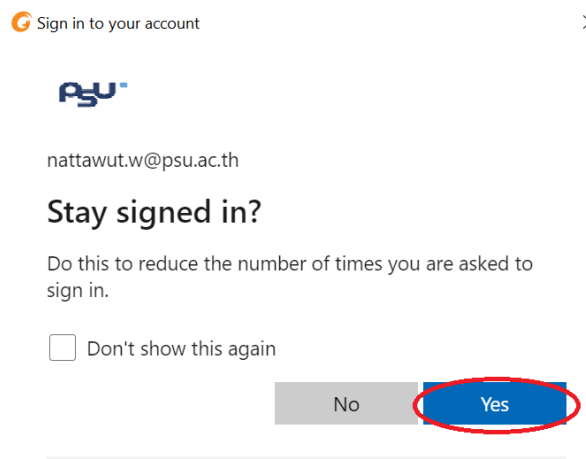 Sign in to your account
PSU
nattawut.w@psu.ac.th
Stay signed in?
Do this to reduce the number of times you are asked to
sign in.
Don't show this again
No
Yes